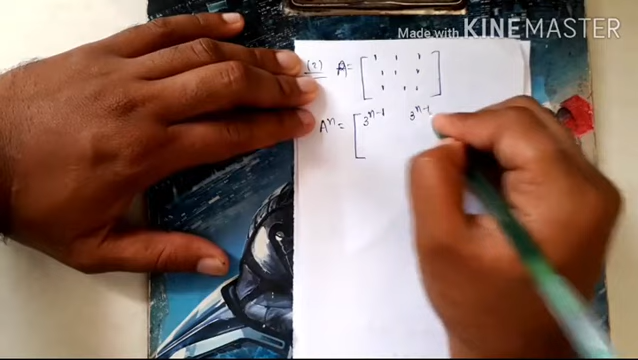 Made with KINEMASTER
(2) A = [ 1 1 1
1 1 1
1 1 1 ]
Aⁿ = [ 3ⁿ⁻¹ 3ⁿ⁻¹